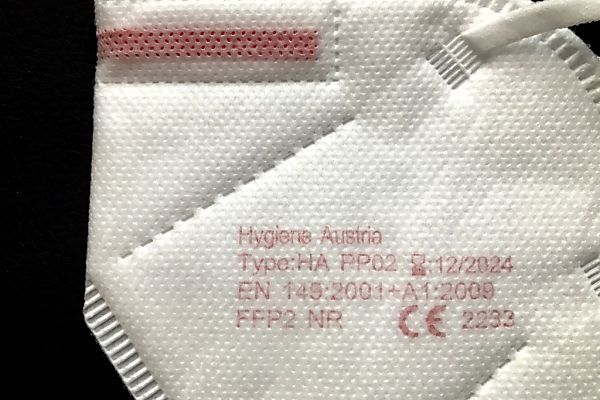 Hygiene Austria
Type:HA PP02 ⌛:12/2024
EN 149:2001+A1:2009
FFP2 NR CE 2233